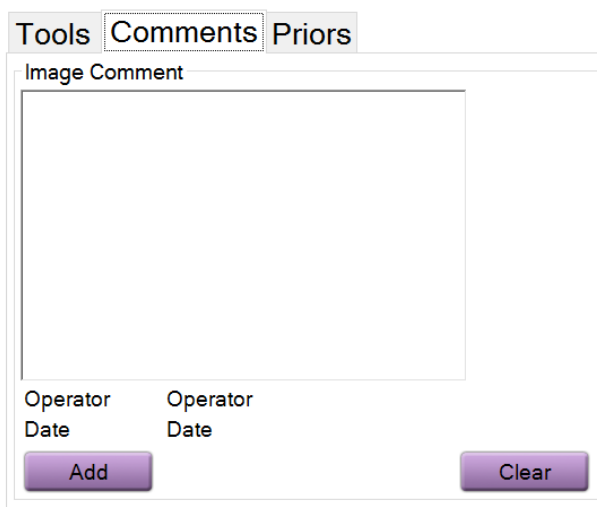 Tools Comments Priors
Image Comment
Operator Operator
Date Date
Add Clear